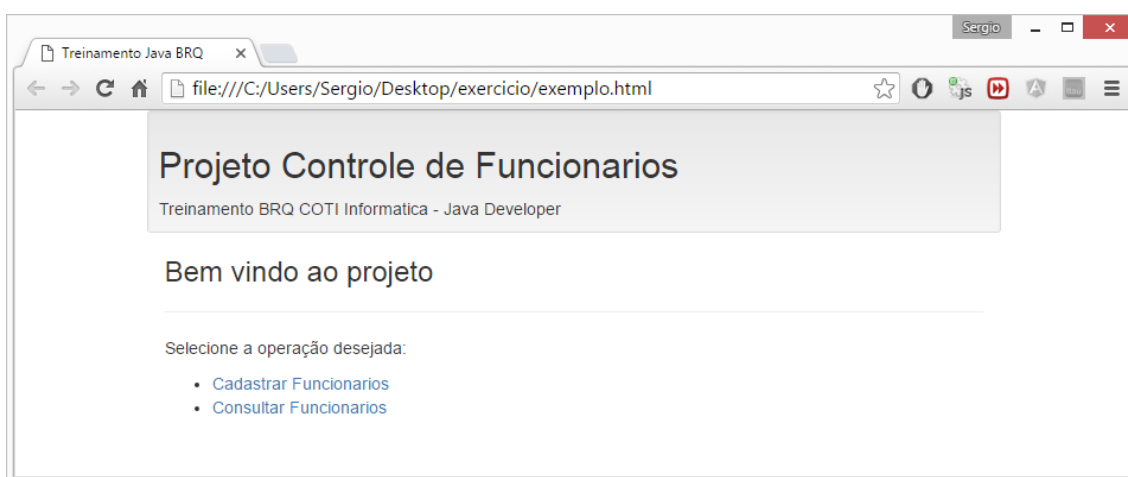 Sergio
Treinamento Java BRQ
file:///C:/Users/Sergio/Desktop/exercicio/exemplo.html
js
Projeto Controle de Funcionarios
Treinamento BRQ COTI Informatica - Java Developer
Bem vindo ao projeto
Selecione a operação desejada:
Cadastrar Funcionarios
Consultar Funcionarios